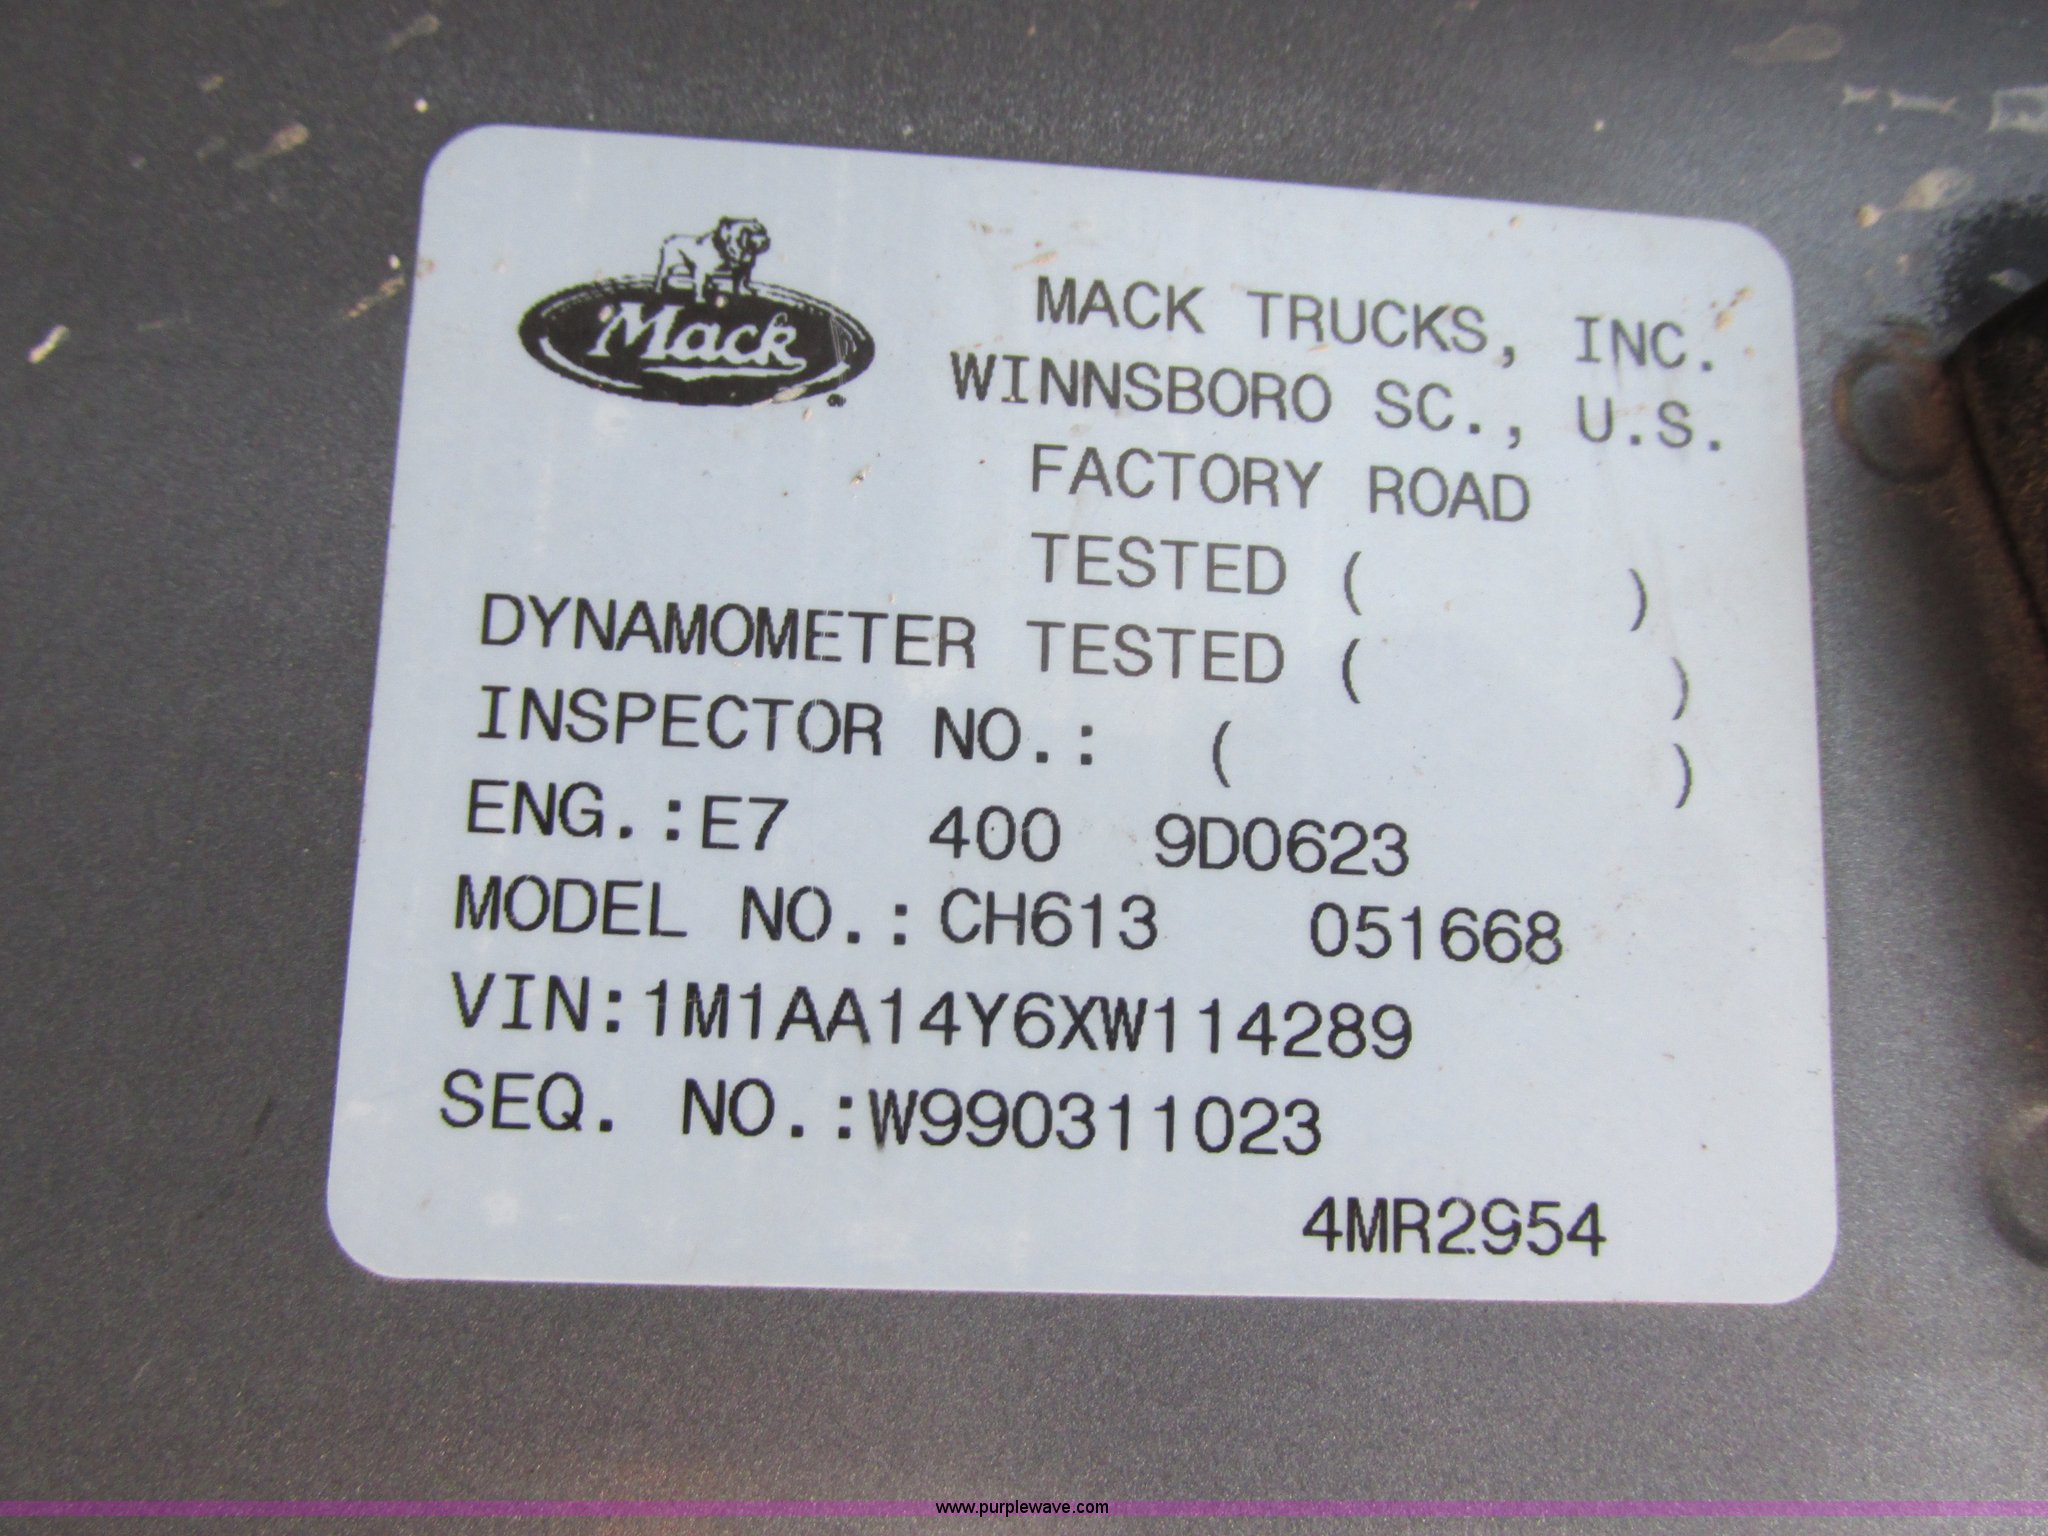 Mack
MACK TRUCKS, INC.
WINNSBORO SC., U.S.
FACTORY ROAD
TESTED ( )
DYNAMOMETER TESTED ( )
INSPECTOR NO.: ( )
ENG.:E7 400 9D0623
MODEL NO.:CH613 051668
VIN:1M1AA14Y6XW114289
SEQ. NO.:W990311023
4MR2954
www.purplewave.com